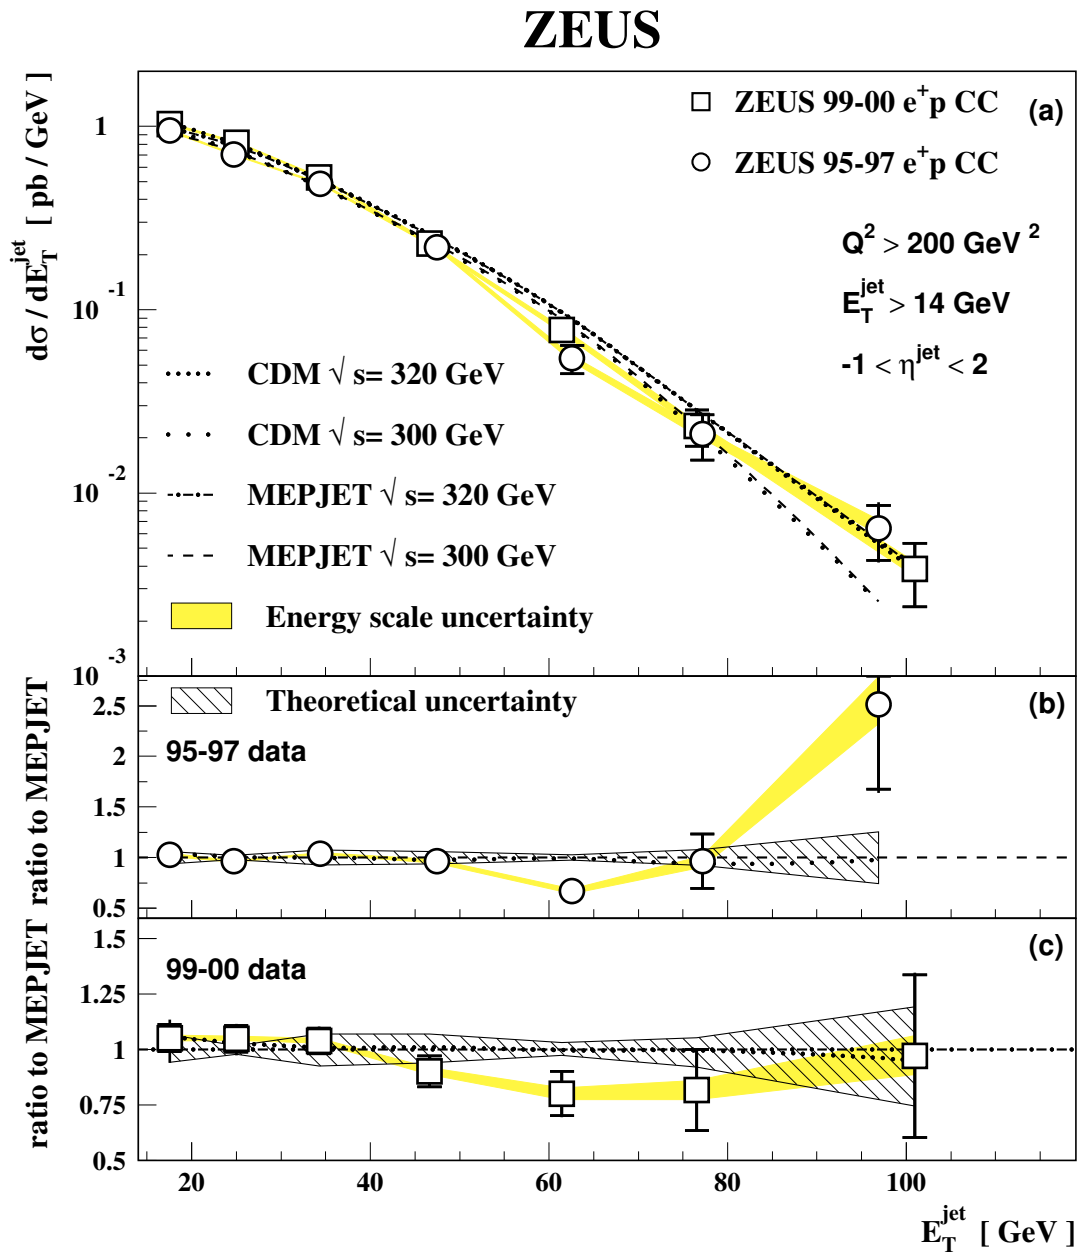 ZEUS
dσ / dE_T^jet [ pb / GeV ]
1
10^-1
10^-2
10^-3
ZEUS 99-00 e^+p CC
ZEUS 95-97 e^+p CC
(a)
Q^2 > 200 GeV^2
E_T^jet > 14 GeV
-1 < η^jet < 2
CDM √ s= 320 GeV
CDM √ s= 300 GeV
MEPJET √ s= 320 GeV
MEPJET √ s= 300 GeV
Energy scale uncertainty
ratio to MEPJET
Theoretical uncertainty
(b)
95-97 data
2.5
2
1.5
1
0.5
ratio to MEPJET
(c)
99-00 data
1.5
1.25
1
0.75
0.5
20 40 60 80 100
E_T^jet [ GeV ]